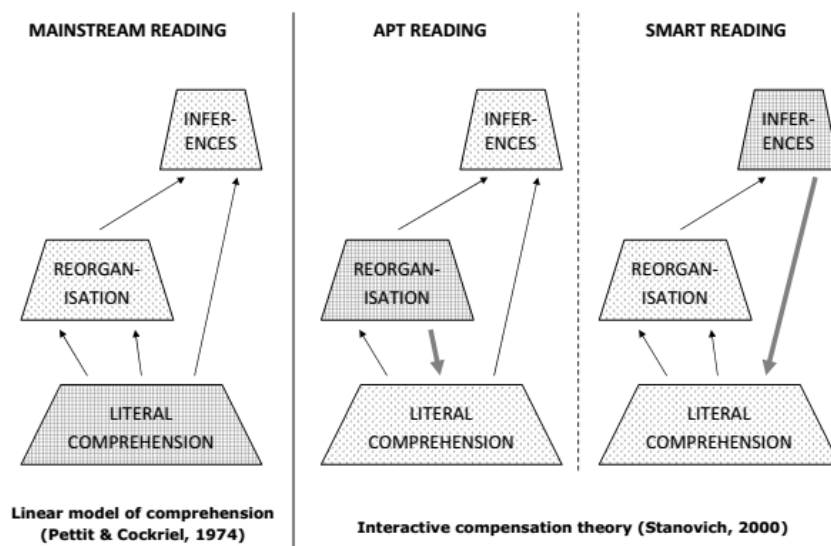 MAINSTREAM READING
APT READING
SMART READING
INFER-
ENCES
REORGAN-
ISATION
LITERAL
COMPREHENSION
INFER-
ENCES
REORGAN-
ISATION
LITERAL
COMPREHENSION
INFER-
ENCES
REORGAN-
ISATION
LITERAL
COMPREHENSION
Linear model of comprehension
(Pettit & Cockriel, 1974)
Interactive compensation theory (Stanovich, 2000)